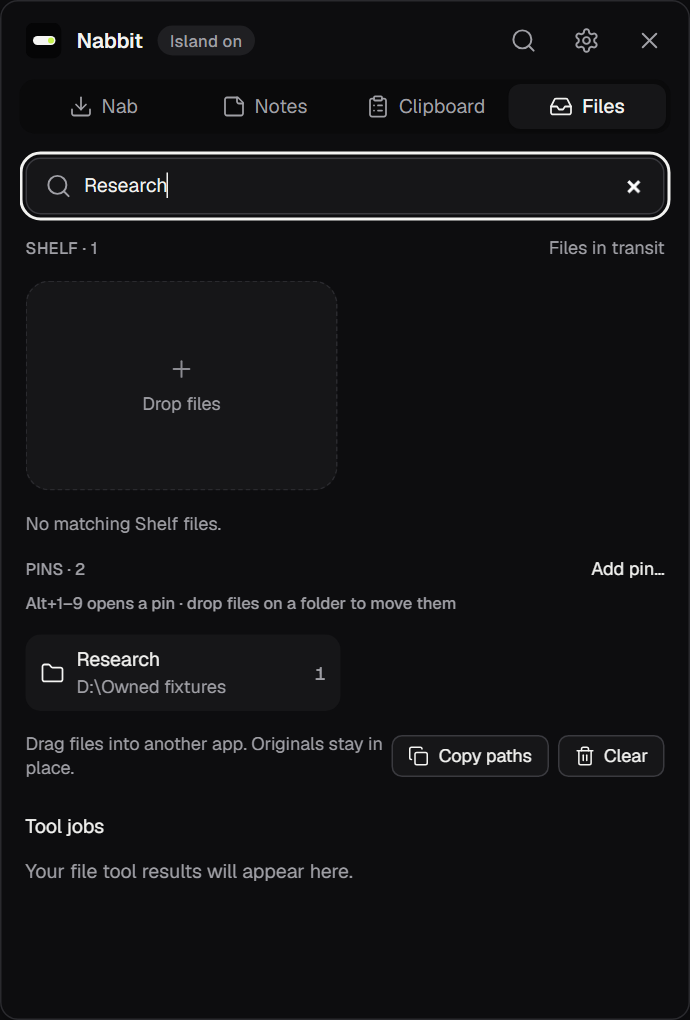 Nabbit
Island on
Nab
Notes
Clipboard
Files
Research
SHELF · 1
Files in transit
Drop files
No matching Shelf files.
PINS · 2
Add pin...
Alt+1–9 opens a pin · drop files on a folder to move them
Research
D:\Owned fixtures
1
Drag files into another app. Originals stay in
place.
Copy paths
Clear
Tool jobs
Your file tool results will appear here.